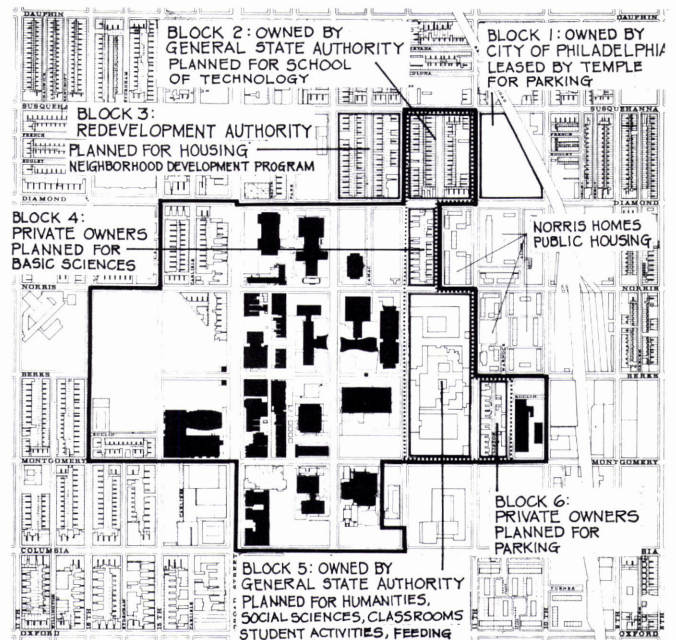 DAUPHIN
DAUPHIN
BLOCK 2: OWNED BY
GENERAL STATE AUTHORITY
PLANNED FOR SCHOOL
OF TECHNOLOGY
BLOCK 1: OWNED BY
CITY OF PHILADELPHIA
LEASED BY TEMPLE
FOR PARKING
SUSQUEHANNA
BLOCK 3:
REDEVELOPMENT AUTHORITY
PLANNED FOR HOUSING
NEIGHBORHOOD DEVELOPMENT PROGRAM
DIAMOND
DIAMOND
BLOCK 4:
PRIVATE OWNERS
PLANNED FOR
BASIC SCIENCES
NORRIS HOMES
PUBLIC HOUSING
NORRIS
NORRIS
BERKS
BERKS
MONTGOMERY
MONTGOMERY
BLOCK 6:
PRIVATE OWNERS
PLANNED FOR
PARKING
COLUMBIA
BLOCK 5: OWNED BY
GENERAL STATE AUTHORITY
PLANNED FOR HUMANITIES,
SOCIAL SCIENCES, CLASSROOMS
STUDENT ACTIVITIES, FEEDING
OXFORD
OXFORD